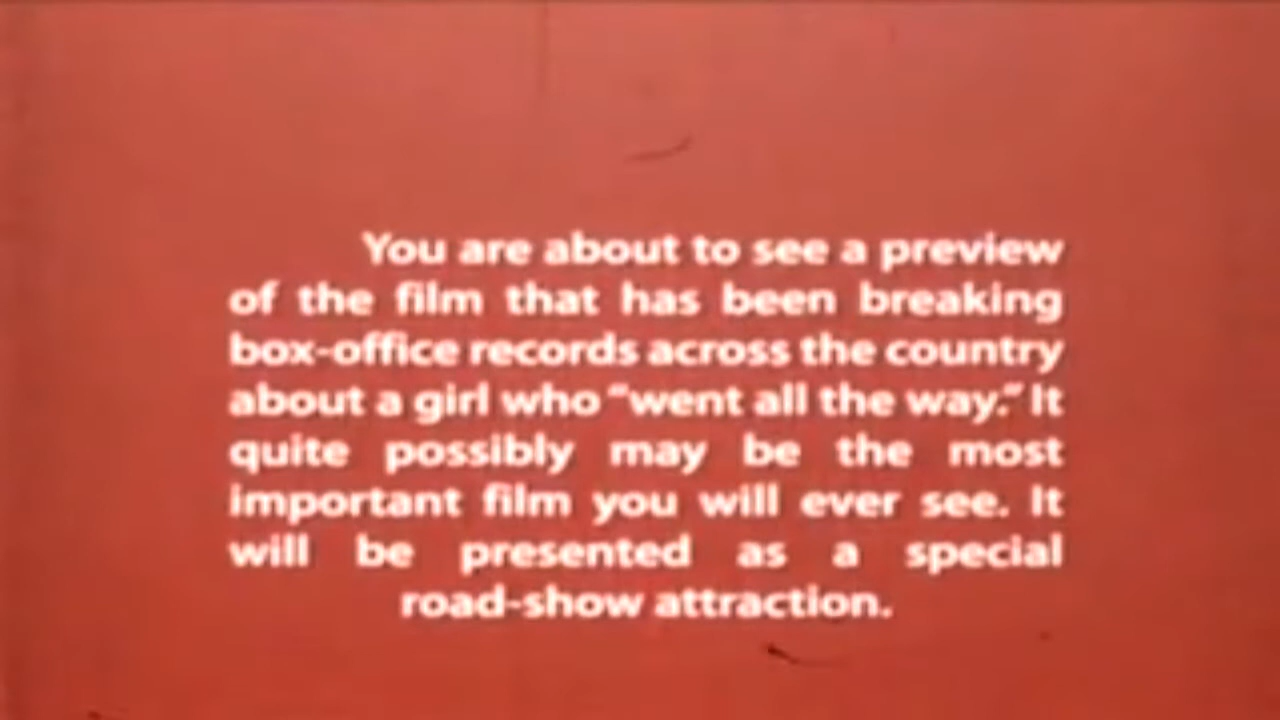 You are about to see a preview
of the film that has been breaking
box-office records across the country
about a girl who "went all the way." It
quite possibly may be the most
important film you will ever see. It
will be presented as a special
road-show attraction.